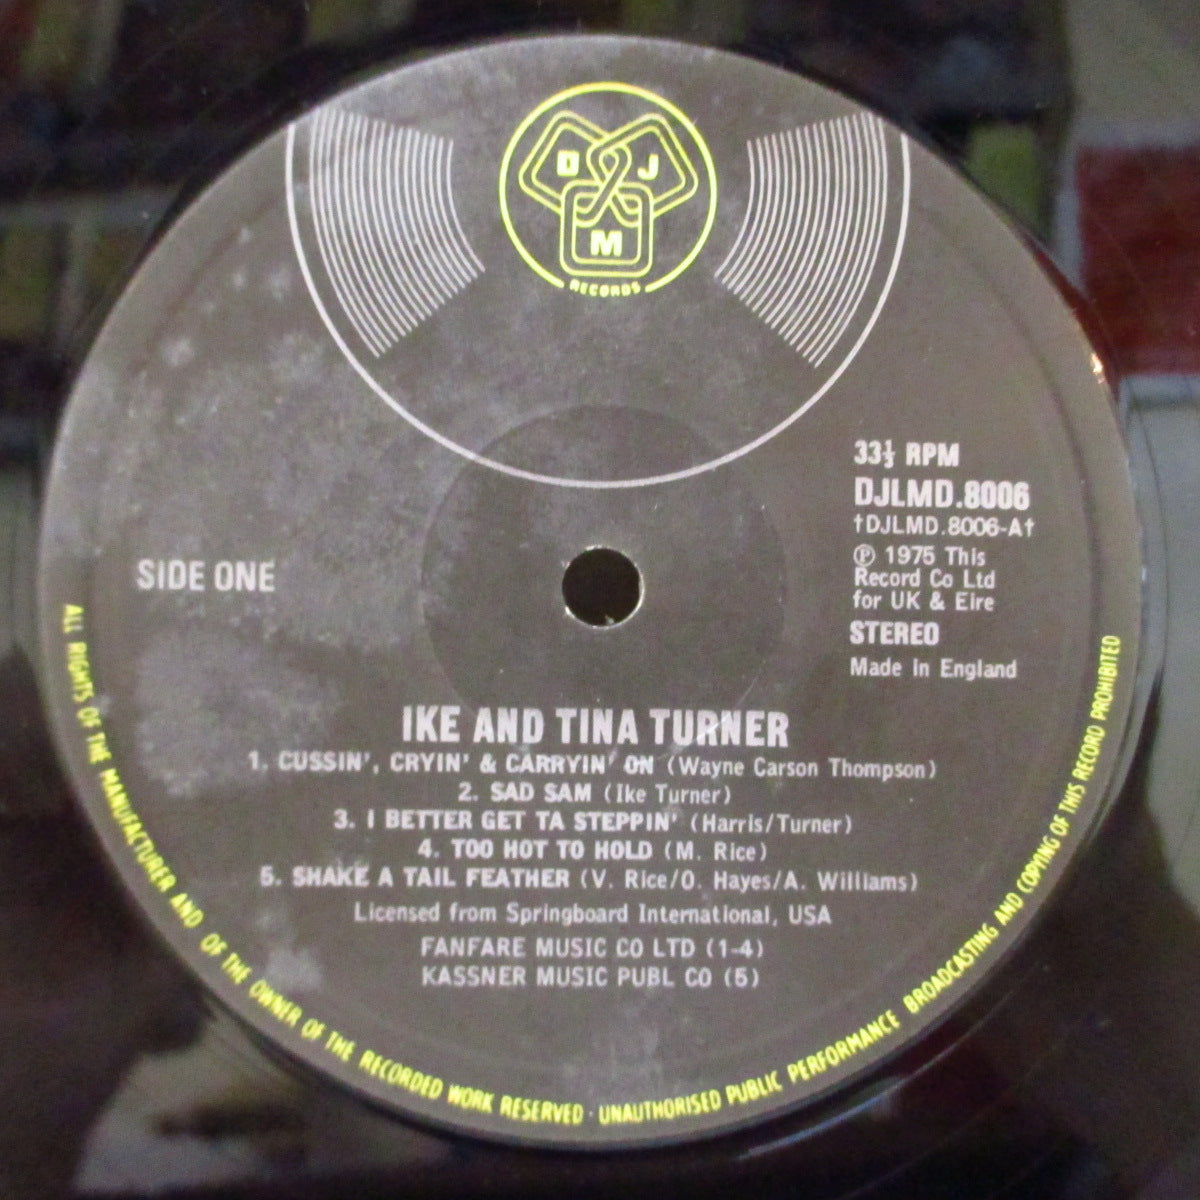 D J
M
RECORDS
33⅓ RPM
DJLMD.8006
†DJLMD.8006-A†
℗ 1975 This
Record Co Ltd
for UK & Eire
STEREO
Made in England
SIDE ONE
IKE AND TINA TURNER
1. CUSSIN', CRYIN' & CARRYIN' ON (Wayne Carson Thompson)
2. SAD SAM (Ike Turner)
3. I BETTER GET TA STEPPIN' (Harris/Turner)
4. TOO HOT TO HOLD (M. Rice)
5. SHAKE A TAIL FEATHER (V. Rice/O. Hayes/A. Williams)
Licensed from Springboard International, USA
FANFARE MUSIC CO LTD (1-4)
KASSNER MUSIC PUBL CO (5)
ALL RIGHTS OF THE MANUFACTURER AND OF THE OWNER OF THE RECORDED WORK RESERVED · UNAUTHORISED PUBLIC PERFORMANCE BROADCASTING AND COPYING OF THIS RECORD PROHIBITED